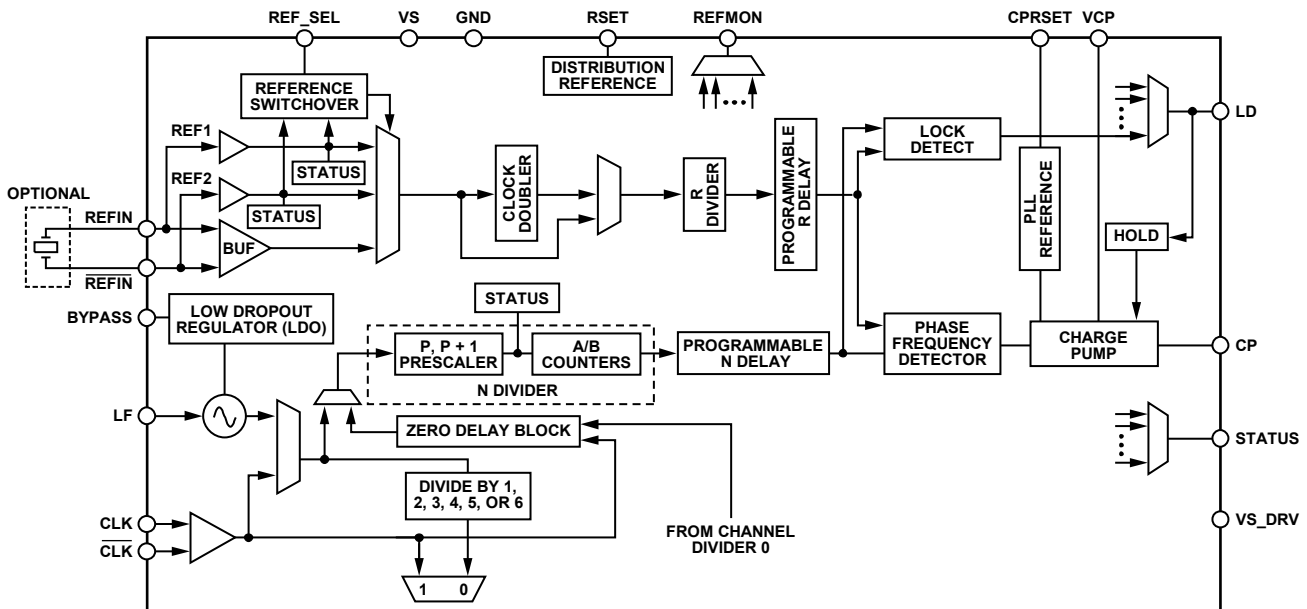 REF_SEL
VS
GND
RSET
REFMON
CPRSET
VCP
DISTRIBUTION
REFERENCE
REFERENCE
SWITCHOVER
REF1
REF2
STATUS
STATUS
OPTIONAL
REFIN
BUF
REFIN
CLOCK
DOUBLER
R
DIVIDER
PROGRAMMABLE
R DELAY
LOCK
DETECT
LD
PLL
REFERENCE
HOLD
BYPASS
LOW DROPOUT
REGULATOR (LDO)
STATUS
P, P + 1
PRESCALER
A/B
COUNTERS
N DIVIDER
PROGRAMMABLE
N DELAY
PHASE
FREQUENCY
DETECTOR
CHARGE
PUMP
CP
LF
ZERO DELAY BLOCK
STATUS
DIVIDE BY 1,
2, 3, 4, 5, OR 6
CLK
CLK
FROM CHANNEL
DIVIDER 0
VS_DRV
1 0